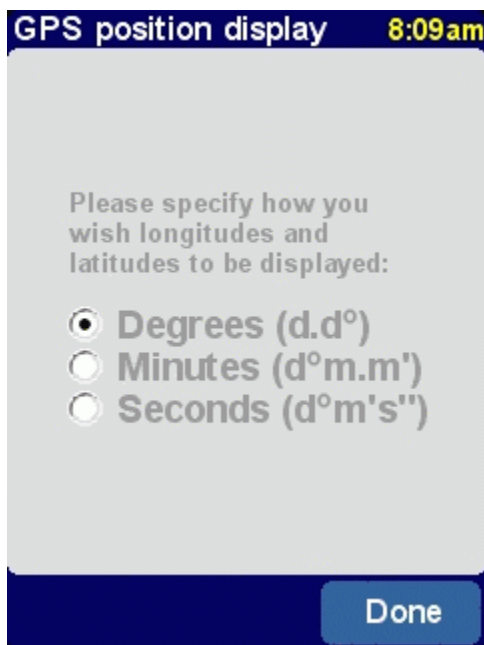 GPS position display 8:09am
Please specify how you
wish longitudes and
latitudes to be displayed:
Degrees (d.d°)
Minutes (d°m.m')
Seconds (d°m's")
Done